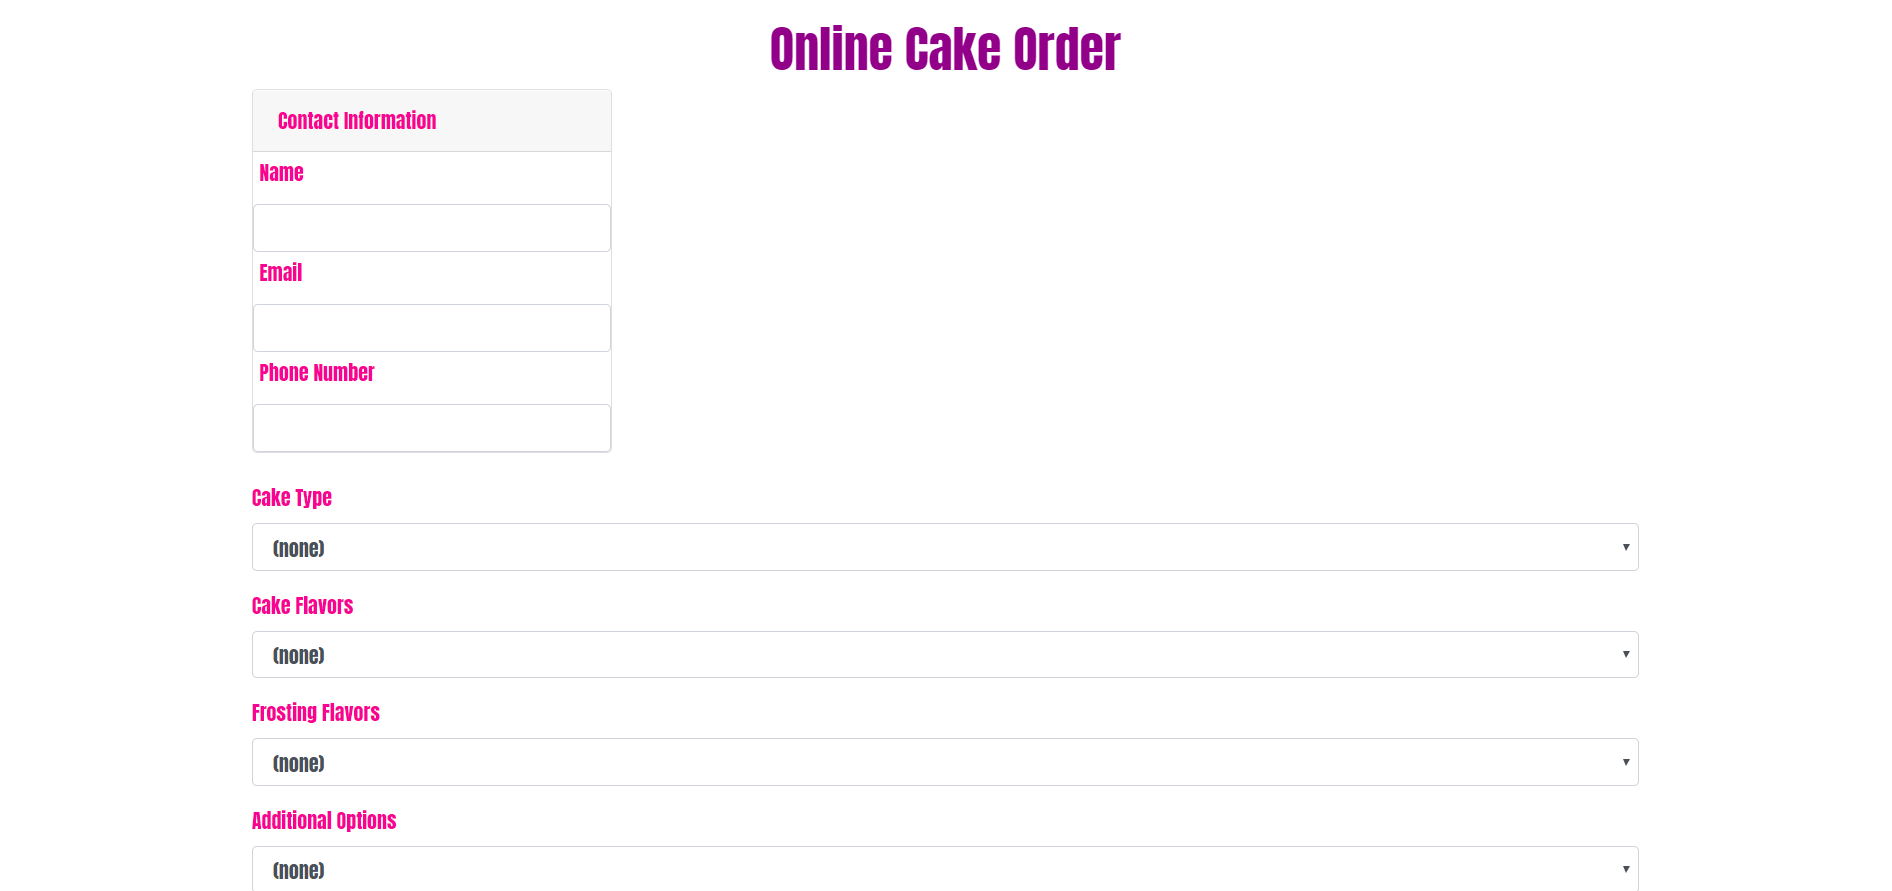 Online Cake Order
Contact Information
Name
Email
Phone Number
Cake Type
(none)
Cake Flavors
(none)
Frosting Flavors
(none)
Additional Options
(none)